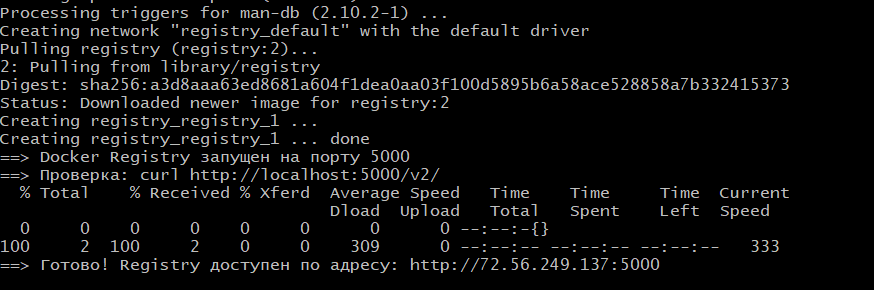 Processing triggers for man-db (2.10.2-1) ...
Creating network "registry_default" with the default driver
Pulling registry (registry:2)...
2: Pulling from library/registry
Digest: sha256:a3d8aaa63ed8681a604f1dea0aa03f100d5895b6a58ace528858a7b332415373
Status: Downloaded newer image for registry:2
Creating registry_registry_1 ...
Creating registry_registry_1 ... done
==> Docker Registry запущен на порту 5000
==> Проверка: curl http://localhost:5000/v2/
  % Total    % Received % Xferd  Average Speed   Time    Time     Time  Current
                                 Dload  Upload   Total   Spent    Left  Speed
  0     0    0     0    0     0      0      0 --:--:-{}
100     2  100     2    0     0    309      0 --:--:-- --:--:-- --:--:--   333
==> Готово! Registry доступен по адресу: http://72.56.249.137:5000